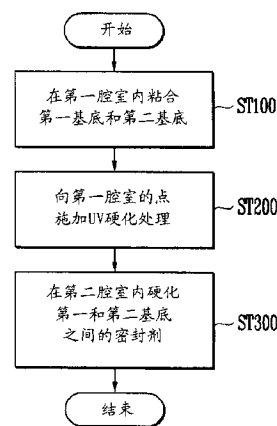 开始
在第一腔室内粘合
第一基底和第二基底
ST100
向第一腔室的点
施加UV硬化处理
ST200
在第二腔室内硬化
第一和第二基底
之间的密封剂
ST300
结束